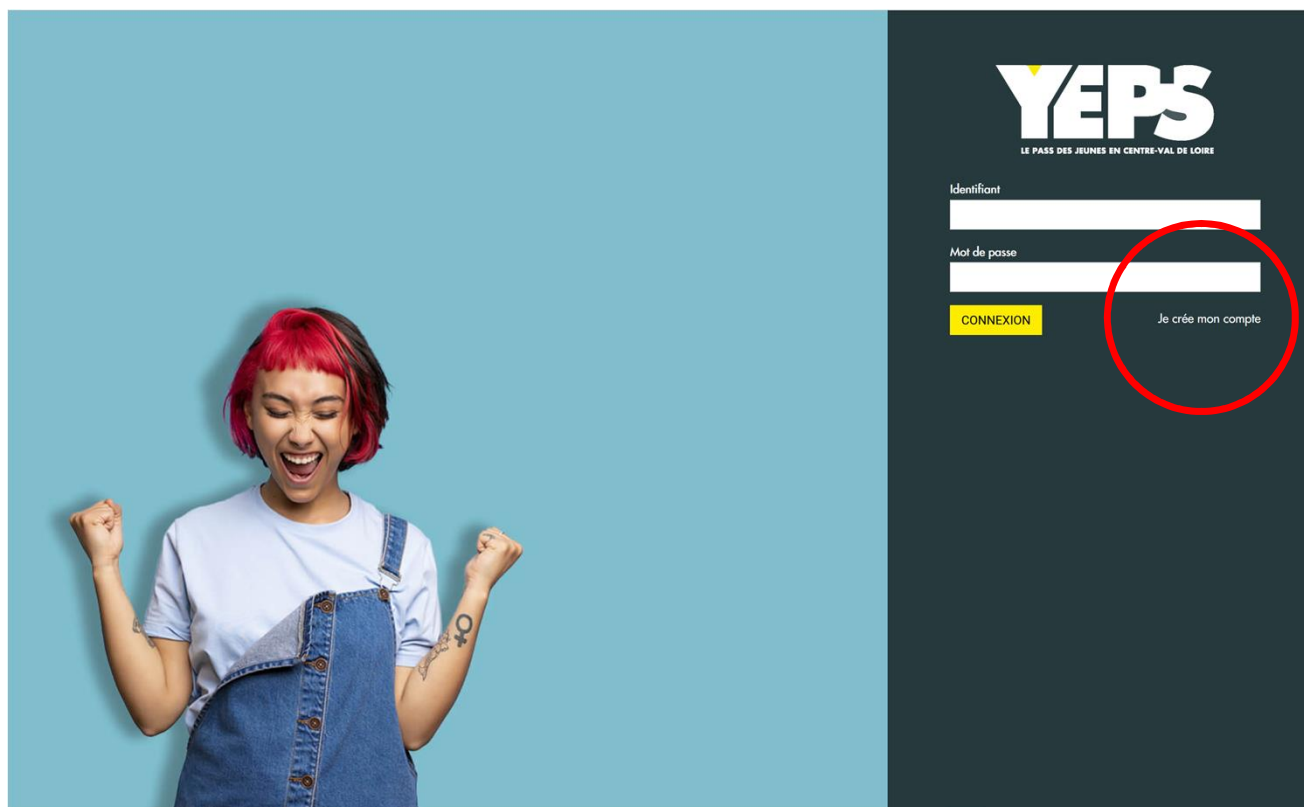 YEPS
LE PASS DES JEUNES EN CENTRE-VAL DE LOIRE
Identifiant
Mot de passe
CONNEXION
Je crée mon compte